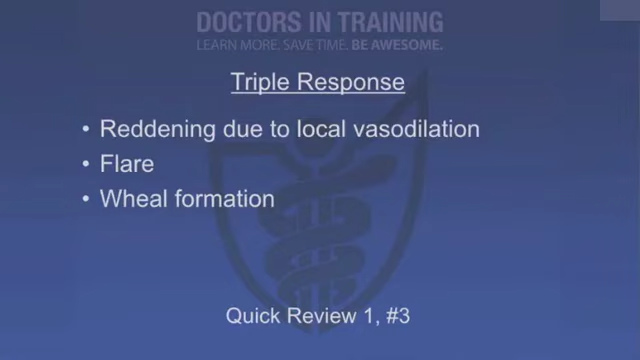 DOCTORS IN TRAINING
LEARN MORE. SAVE TIME. BE AWESOME.
Triple Response
• Reddening due to local vasodilation
• Flare
• Wheal formation
Quick Review 1, #3